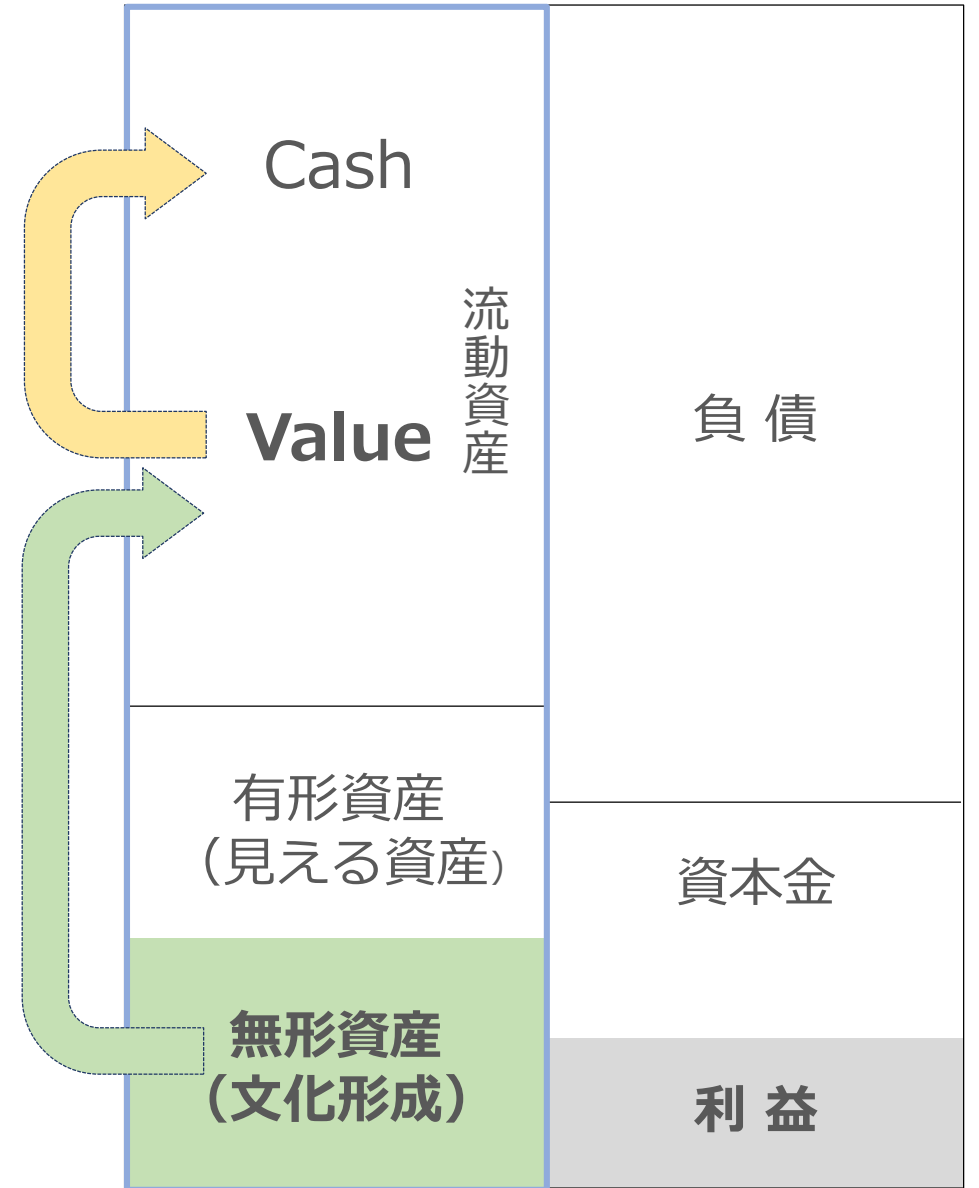 Cash
流動資産
Value
負 債
有形資産
（見える資産）
資本金
無形資産
（文化形成）
利 益